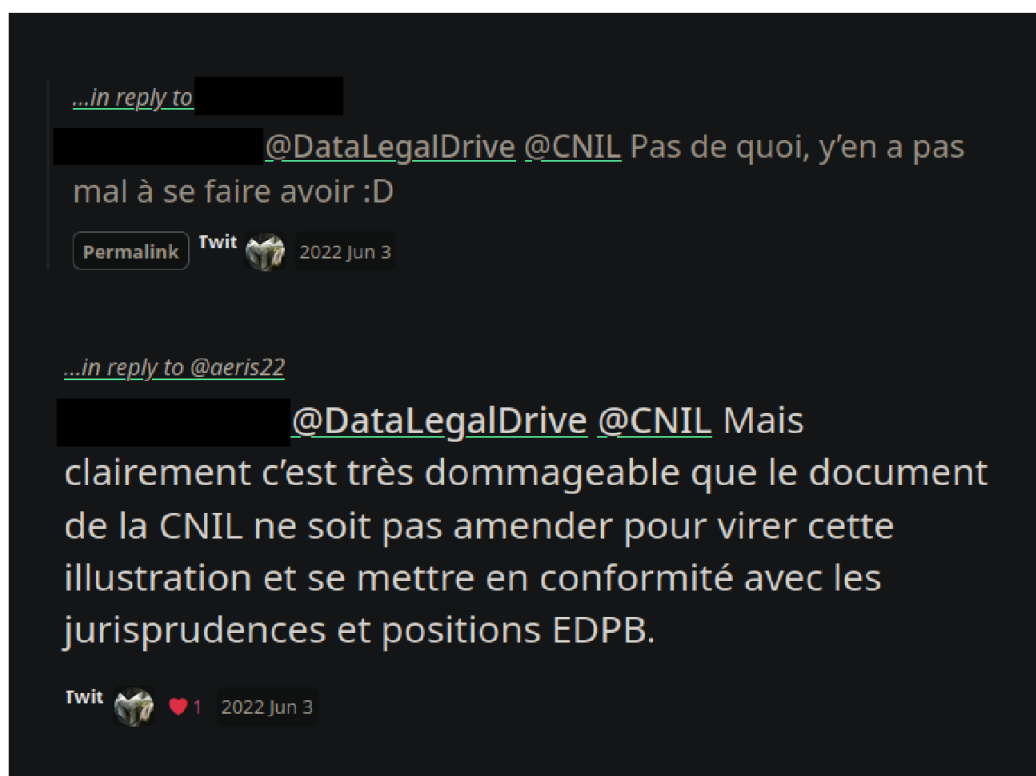 ...in reply to
@DataLegalDrive @CNIL Pas de quoi, y’en a pas
mal à se faire avoir :D
Permalink Twit 2022 Jun 3
...in reply to @aeris22
@DataLegalDrive @CNIL Mais
clairement c’est très dommageable que le document
de la CNIL ne soit pas amender pour virer cette
illustration et se mettre en conformité avec les
jurisprudences et positions EDPB.
Twit 1 2022 Jun 3